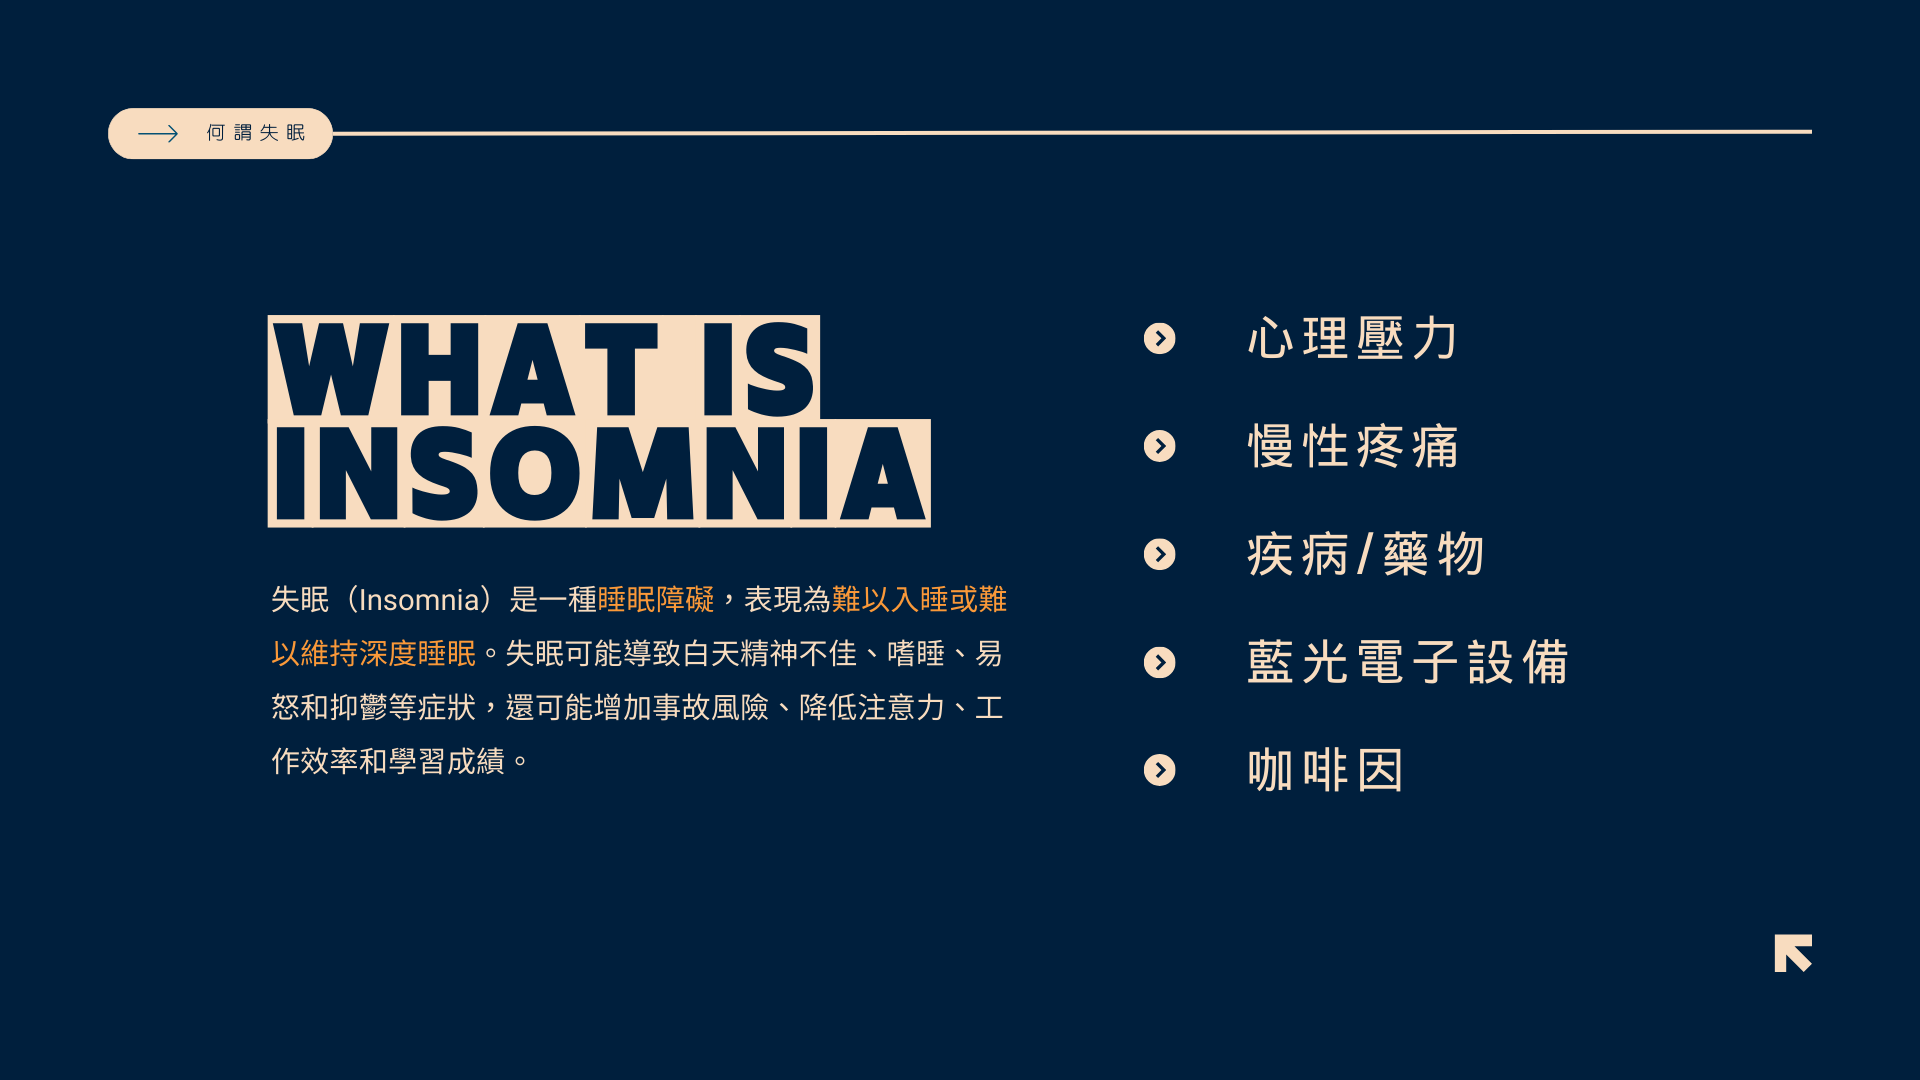 何謂失眠
WHAT IS
INSOMNIA
失眠（Insomnia）是一種睡眠障礙，表現為難以入睡或難
以維持深度睡眠。失眠可能導致白天精神不佳、嗜睡、易
怒和抑鬱等症狀，還可能增加事故風險、降低注意力、工
作效率和學習成績。
心理壓力
慢性疼痛
疾病/藥物
藍光電子設備
咖啡因